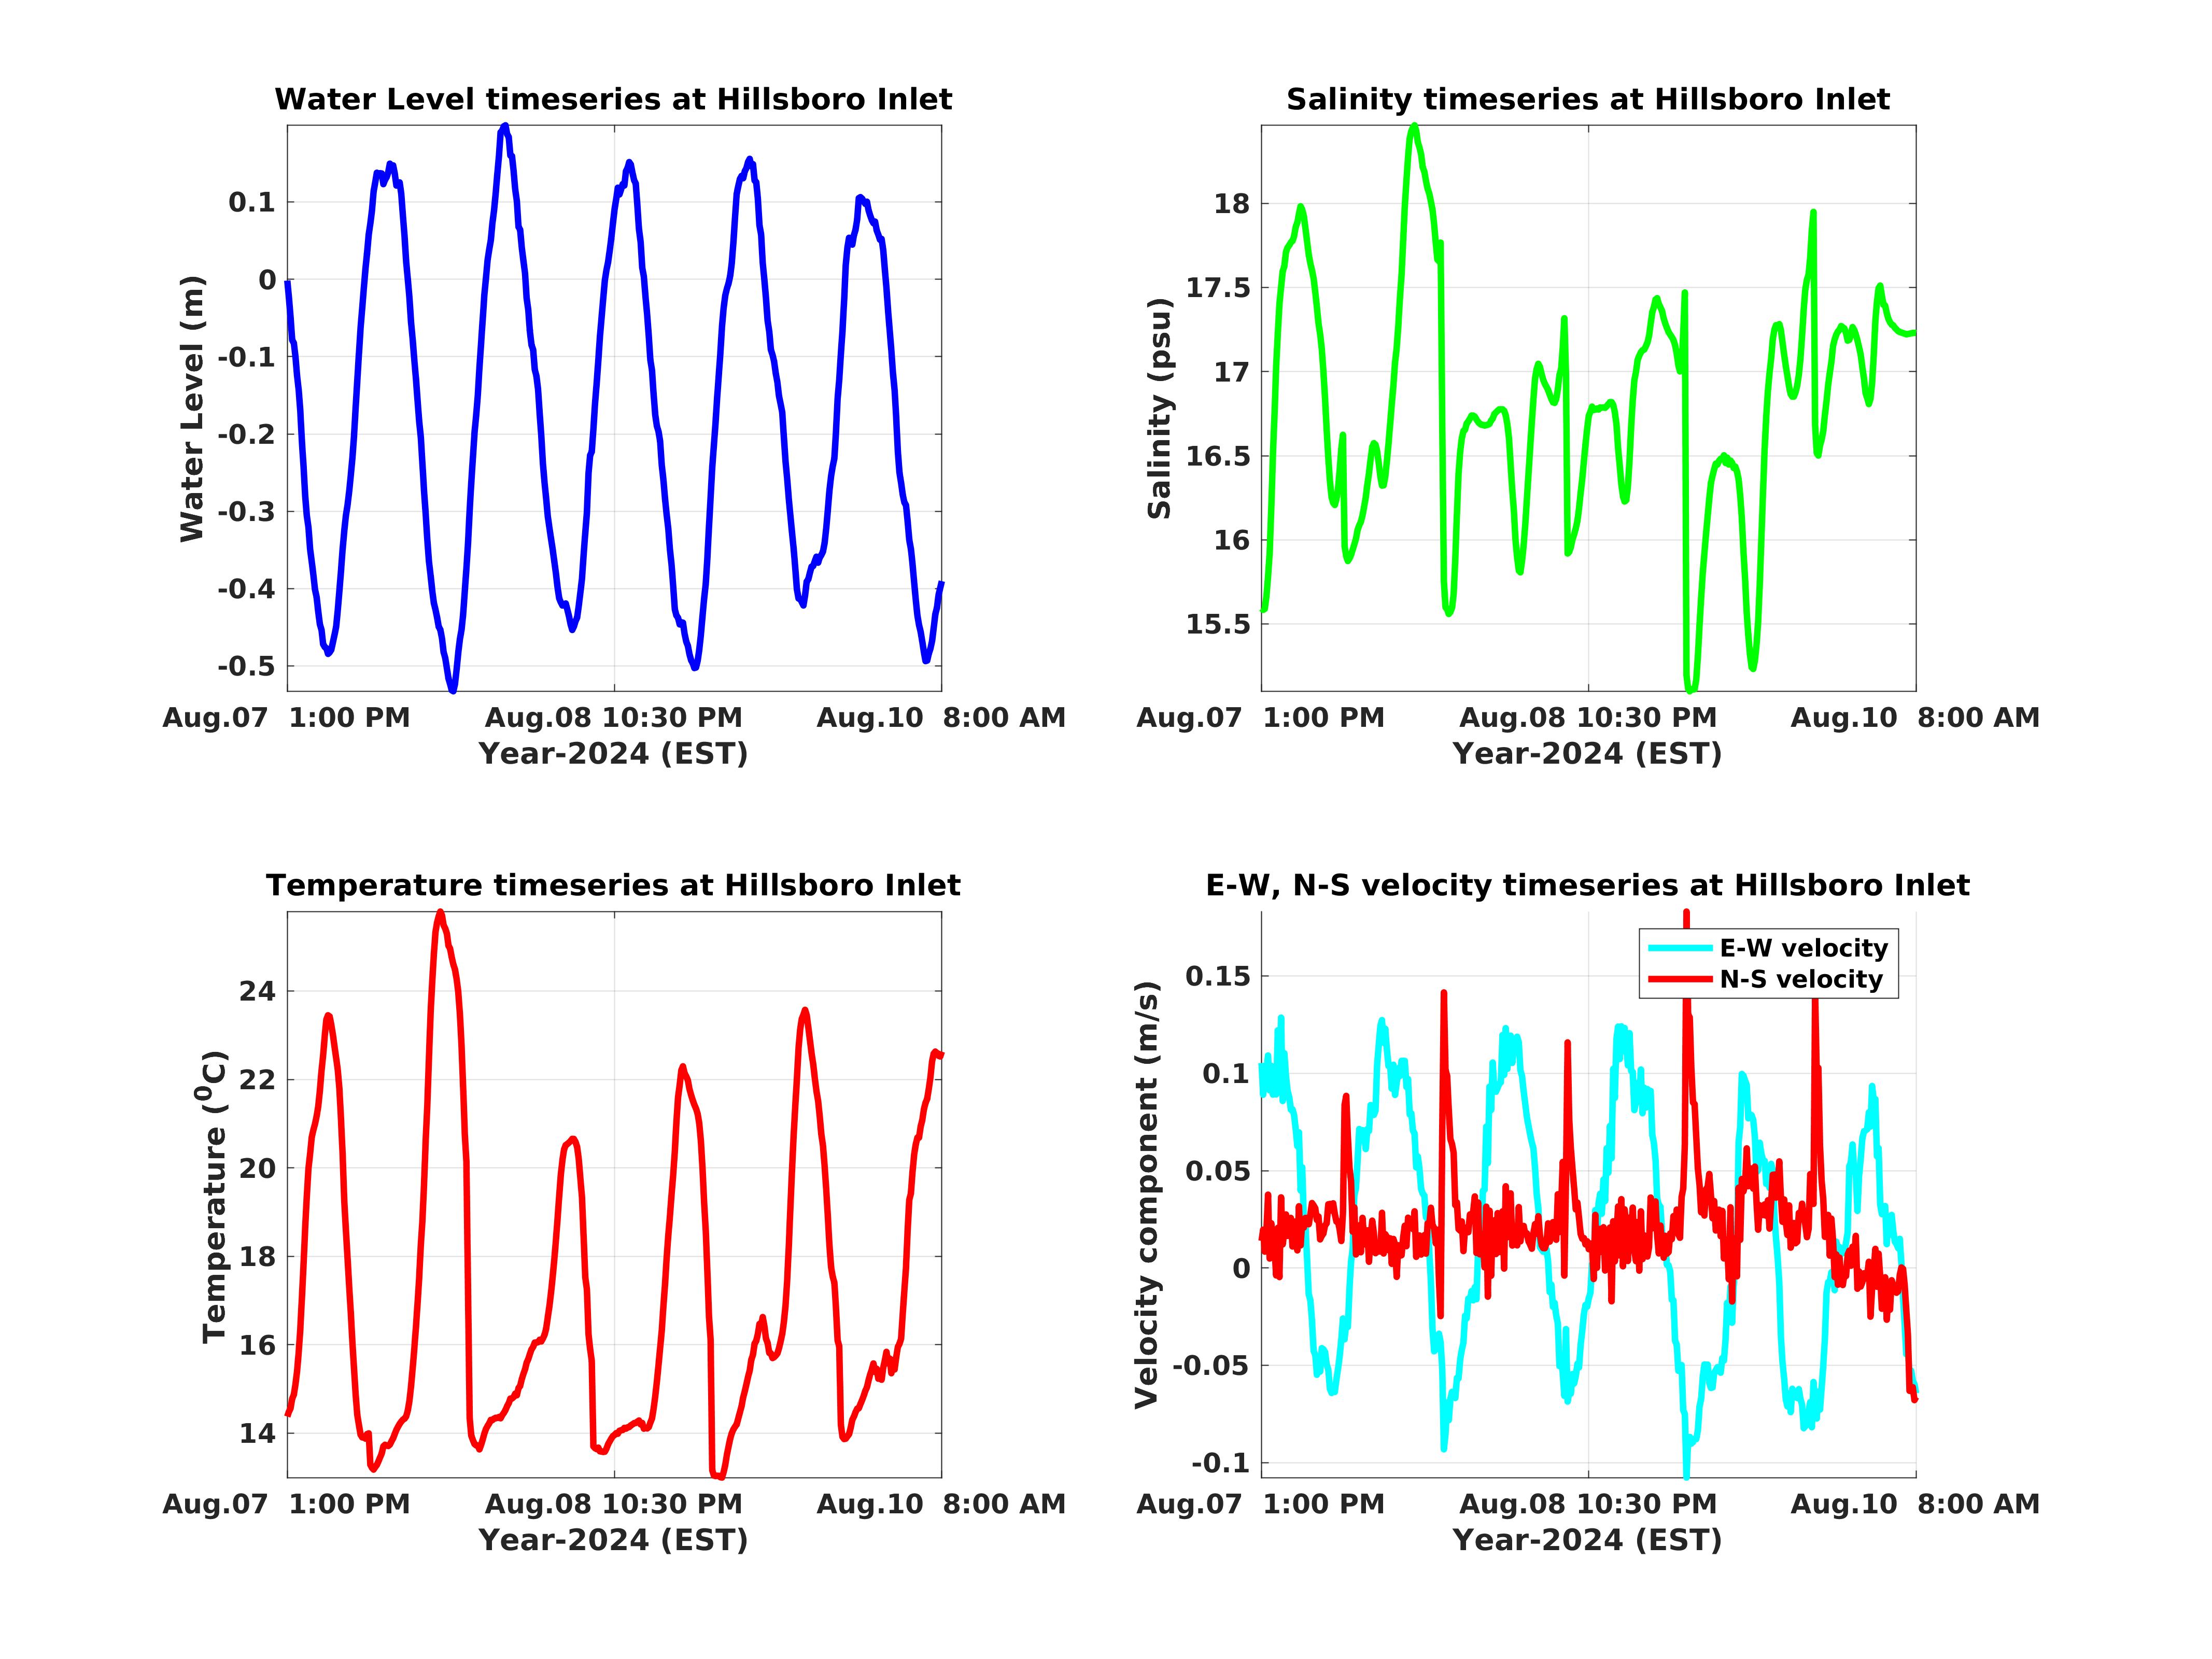 Water Level timeseries at Hillsboro Inlet
Water Level (m)
0.1
0
-0.1
-0.2
-0.3
-0.4
-0.5
Aug.07 1:00 PM
Aug.08 10:30 PM
Aug.10 8:00 AM
Year-2024 (EST)
Salinity timeseries at Hillsboro Inlet
Salinity (psu)
18
17.5
17
16.5
16
15.5
Aug.07 1:00 PM
Aug.08 10:30 PM
Aug.10 8:00 AM
Year-2024 (EST)
Temperature timeseries at Hillsboro Inlet
Temperature (⁰C)
24
22
20
18
16
14
Aug.07 1:00 PM
Aug.08 10:30 PM
Aug.10 8:00 AM
Year-2024 (EST)
E-W, N-S velocity timeseries at Hillsboro Inlet
Velocity component (m/s)
0.15
0.1
0.05
0
-0.05
-0.1
E-W velocity
N-S velocity
Aug.07 1:00 PM
Aug.08 10:30 PM
Aug.10 8:00 AM
Year-2024 (EST)